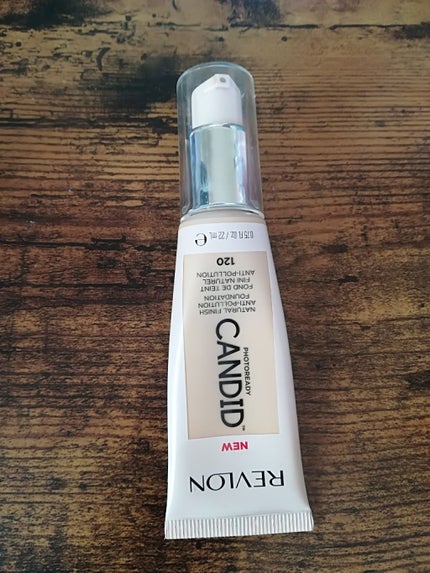 REVLON
NEW
PHOTOREADY
CANDID™
NATURAL FINISH
ANTI-POLLUTION
FOUNDATION
FOND DE TEINT
FINI NATUREL
ANTI-POLLUTION
120
0.75 Fl Oz / 22 mL ℮